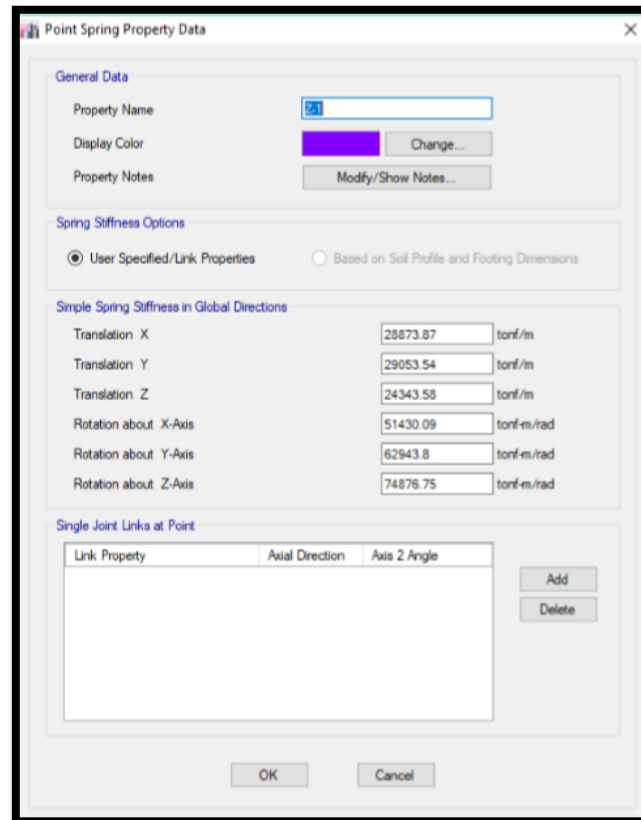 Point Spring Property Data
General Data
Property Name Z-1
Display Color Change...
Property Notes Modify/Show Notes...
Spring Stiffness Options
User Specified/Link Properties Based on Soil Profile and Footing Dimensions
Simple Spring Stiffness in Global Directions
Translation X 28873.87 tonf/m
Translation Y 29053.54 tonf/m
Translation Z 24343.58 tonf/m
Rotation about X-Axis 51430.09 tonf-m/rad
Rotation about Y-Axis 62943.8 tonf-m/rad
Rotation about Z-Axis 74876.75 tonf-m/rad
Single Joint Links at Point
Link Property Axial Direction Axis 2 Angle
Add
Delete
OK Cancel